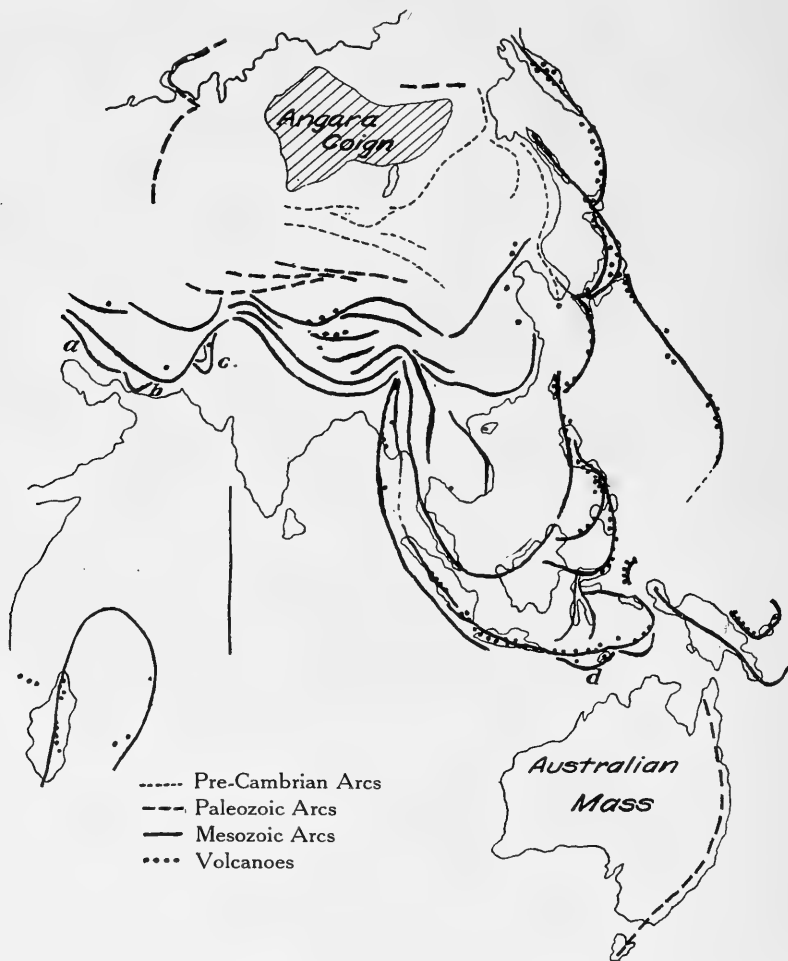 Angara
Coign
a
b
c.
d
Australian
Mass
Pre-Cambrian Arcs
Paleozoic Arcs
Mesozoic Arcs
Volcanoes